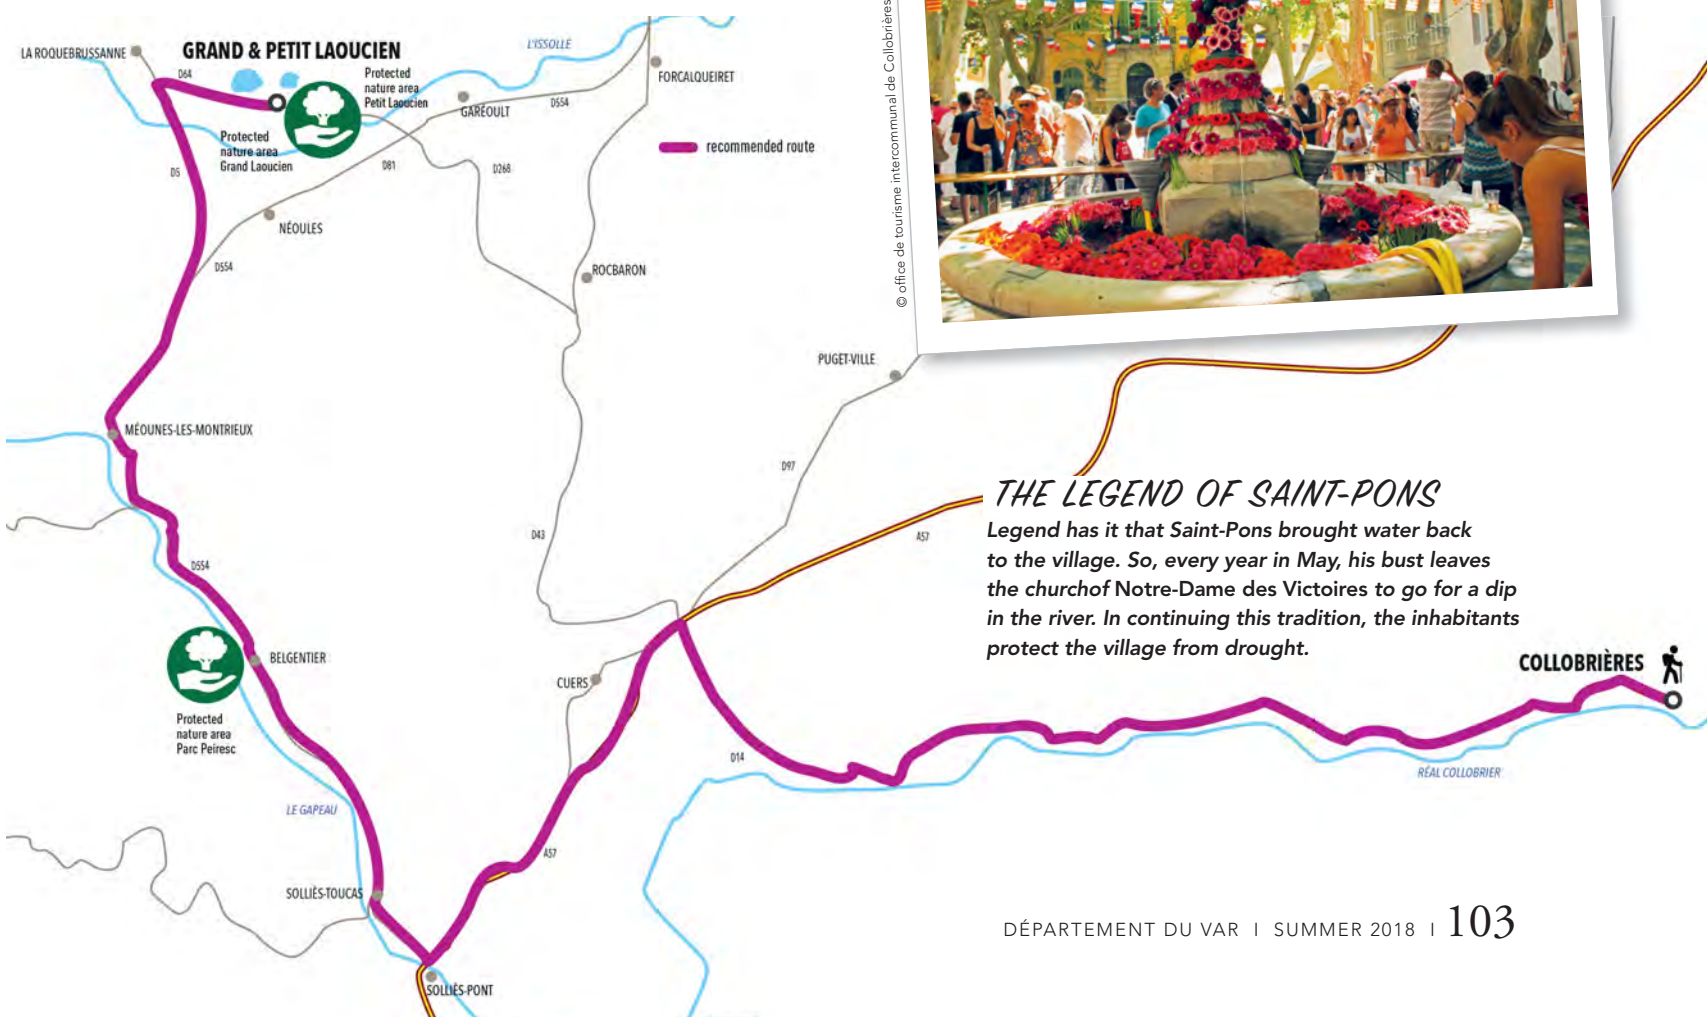 LA ROQUEBRUSSANNE
GRAND & PETIT LAOUCIEN
D64
Protected
nature area
Petit Laoucien
Protected
nature area
Grand Laoucien
L'ISSOLLE
FORCALQUEIRET
GARÉOULT
D554
D81
D268
D5
recommended route
NÉOULES
D554
ROCBARON
© office de tourisme intercommunal de Collobrières
PUGET-VILLE
MÉOUNES-LES-MONTRIEUX
D97
D43
A57
D554
THE LEGEND OF SAINT-PONS
Legend has it that Saint-Pons brought water back
to the village. So, every year in May, his bust leaves
the churchof Notre-Dame des Victoires to go for a dip
in the river. In continuing this tradition, the inhabitants
protect the village from drought.
BELGENTIER
Protected
nature area
Parc Peiresc
CUERS
COLLOBRIÈRES
D14
RÉAL COLLOBRIER
LE GAPEAU
A57
SOLLIÈS-TOUCAS
SOLLIÈS-PONT
DÉPARTEMENT DU VAR I SUMMER 2018 I 103